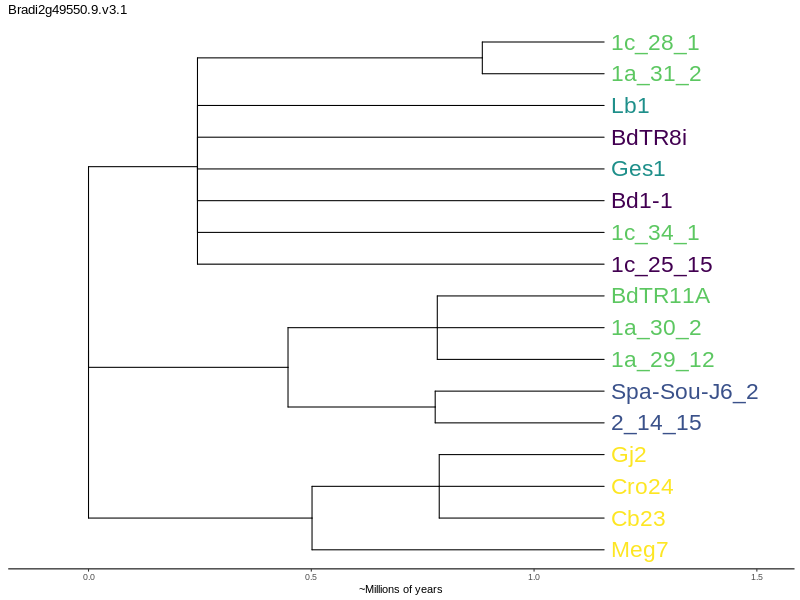 Bradi2g49550.9.v3.1
1c_28_1
1a_31_2
Lb1
BdTR8i
Ges1
Bd1-1
1c_34_1
1c_25_15
BdTR11A
1a_30_2
1a_29_12
Spa-Sou-J6_2
2_14_15
Gj2
Cro24
Cb23
Meg7
0.0 0.5 1.0 1.5
~Millions of years